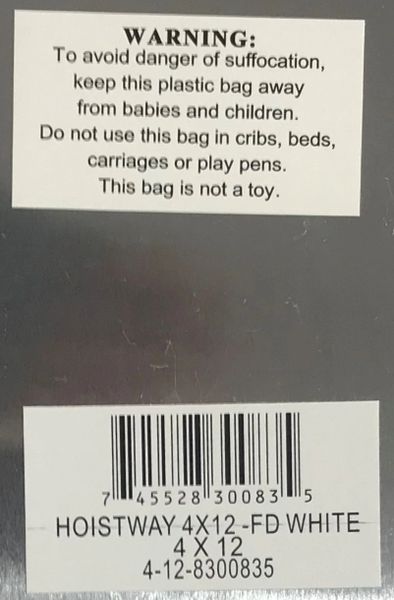 WARNING:
To avoid danger of suffocation,
keep this plastic bag away
from babies and children.
Do not use this bag in cribs, beds,
carriages or play pens.
This bag is not a toy.
7 45528 30083 5
HOISTWAY 4X12 -FD WHITE
4 X 12
4-12-8300835